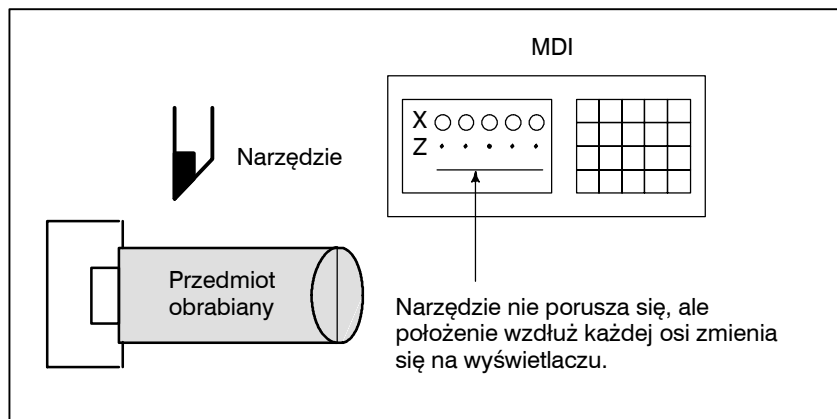 MDI
X
Z
Narzędzie
Przedmiot
obrabiany
Narzędzie nie porusza się, ale
położenie wzdłuż każdej osi zmienia
się na wyświetlaczu.